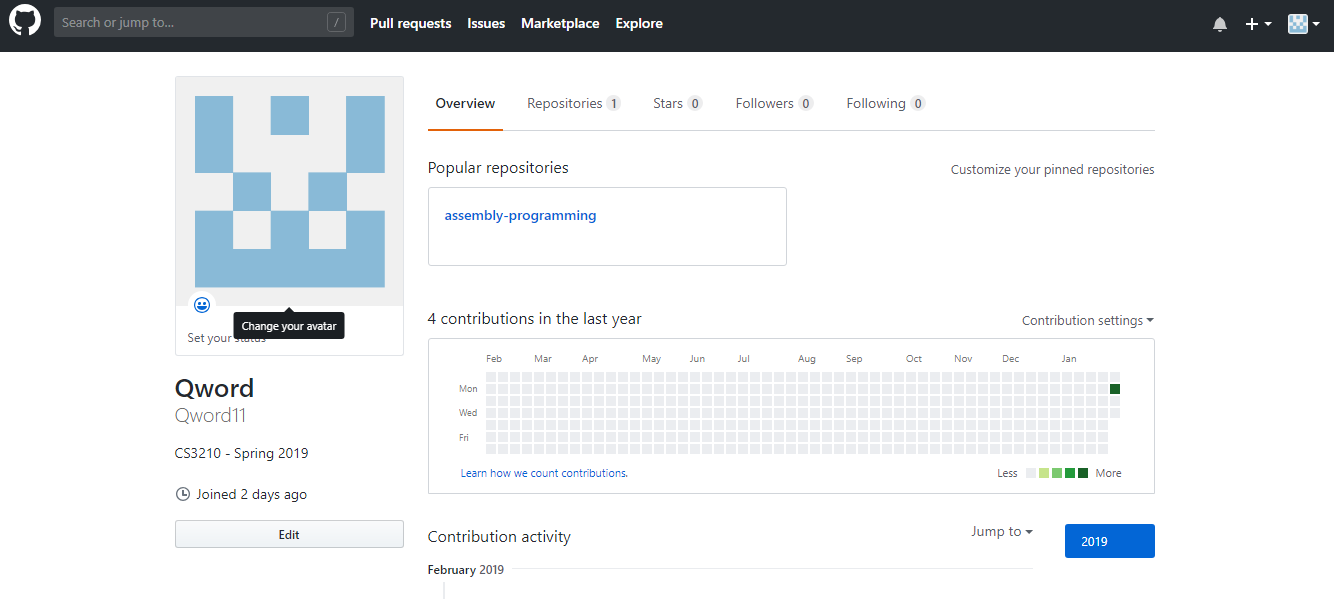 Search or jump to... /
Pull requests Issues Marketplace Explore
Overview Repositories 1 Stars 0 Followers 0 Following 0
Popular repositories
Customize your pinned repositories
assembly-programming
Change your avatar
Set your status
Qword
Qword11
CS3210 - Spring 2019
Joined 2 days ago
Edit
4 contributions in the last year
Contribution settings
Feb Mar Apr May Jun Jul Aug Sep Oct Nov Dec Jan
Mon
Wed
Fri
Learn how we count contributions.
Less More
Contribution activity
Jump to
2019
February 2019